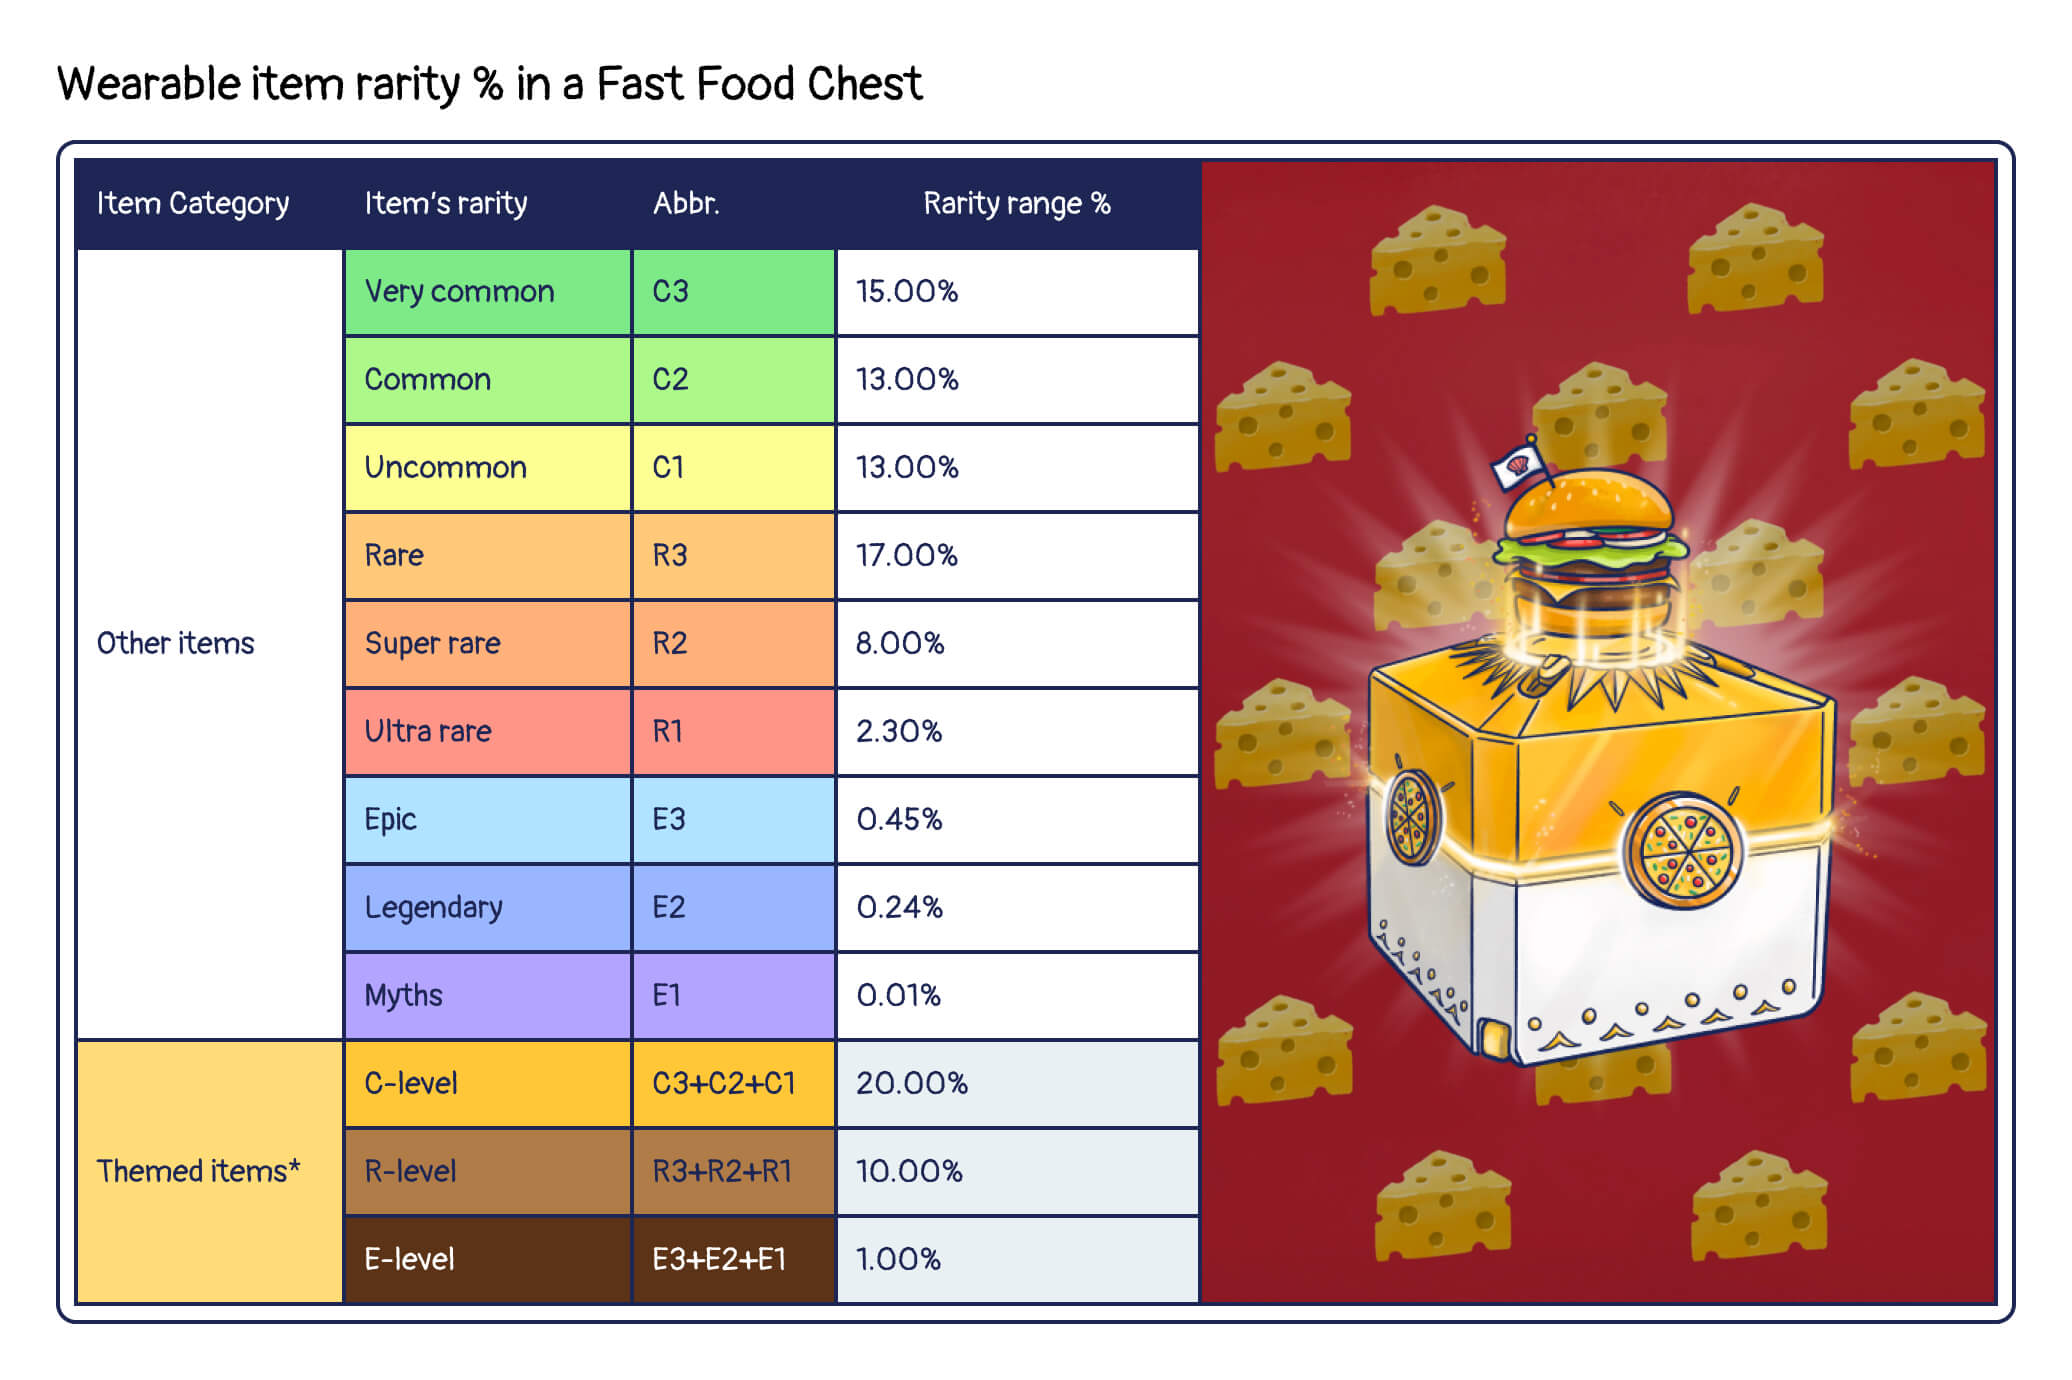 Wearable item rarity % in a Fast Food Chest
Item Category Item's rarity Abbr. Rarity range %
Other items
Very common C3 15.00%
Common C2 13.00%
Uncommon C1 13.00%
Rare R3 17.00%
Super rare R2 8.00%
Ultra rare R1 2.30%
Epic E3 0.45%
Legendary E2 0.24%
Myths E1 0.01%
Themed items*
C-level C3+C2+C1 20.00%
R-level R3+R2+R1 10.00%
E-level E3+E2+E1 1.00%